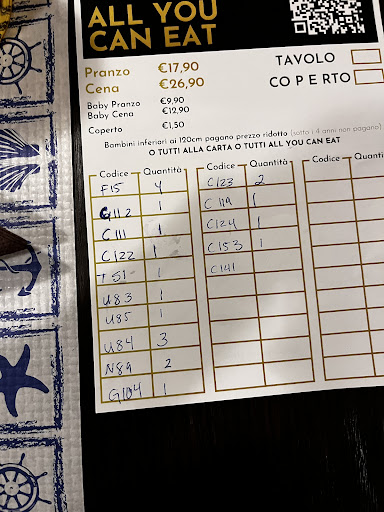 ALL YOU
CAN EAT
Pranzo €17,90
Cena €26,90
Baby Pranzo €9,90
Baby Cena €12,90
Coperto €1,50
TAVOLO
COPERTO
Bambini inferiori ai 120cm pagano prezzo ridotto (sotto i 4 anni non pagano)
O TUTTI ALLA CARTA O TUTTI ALL YOU CAN EAT
Codice Quantità
F15 4
G112 1
C111 1
C122 1
T51 1
U83 1
U85 1
U84 3
N89 2
G104 1
Codice Quantità
C123 2
C119 1
C124 1
C153 1
C141
Codice Quan